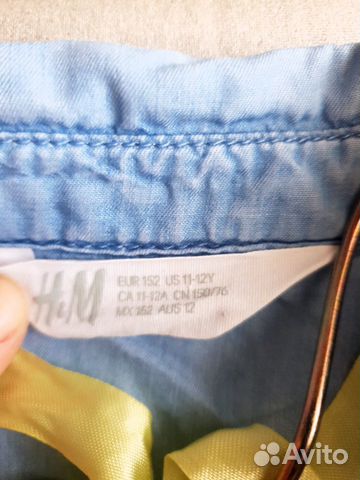 H&M
EUR 152 US 11-12Y
CA 11-12A CN 150/76
MX 152 AUS 12
Avito